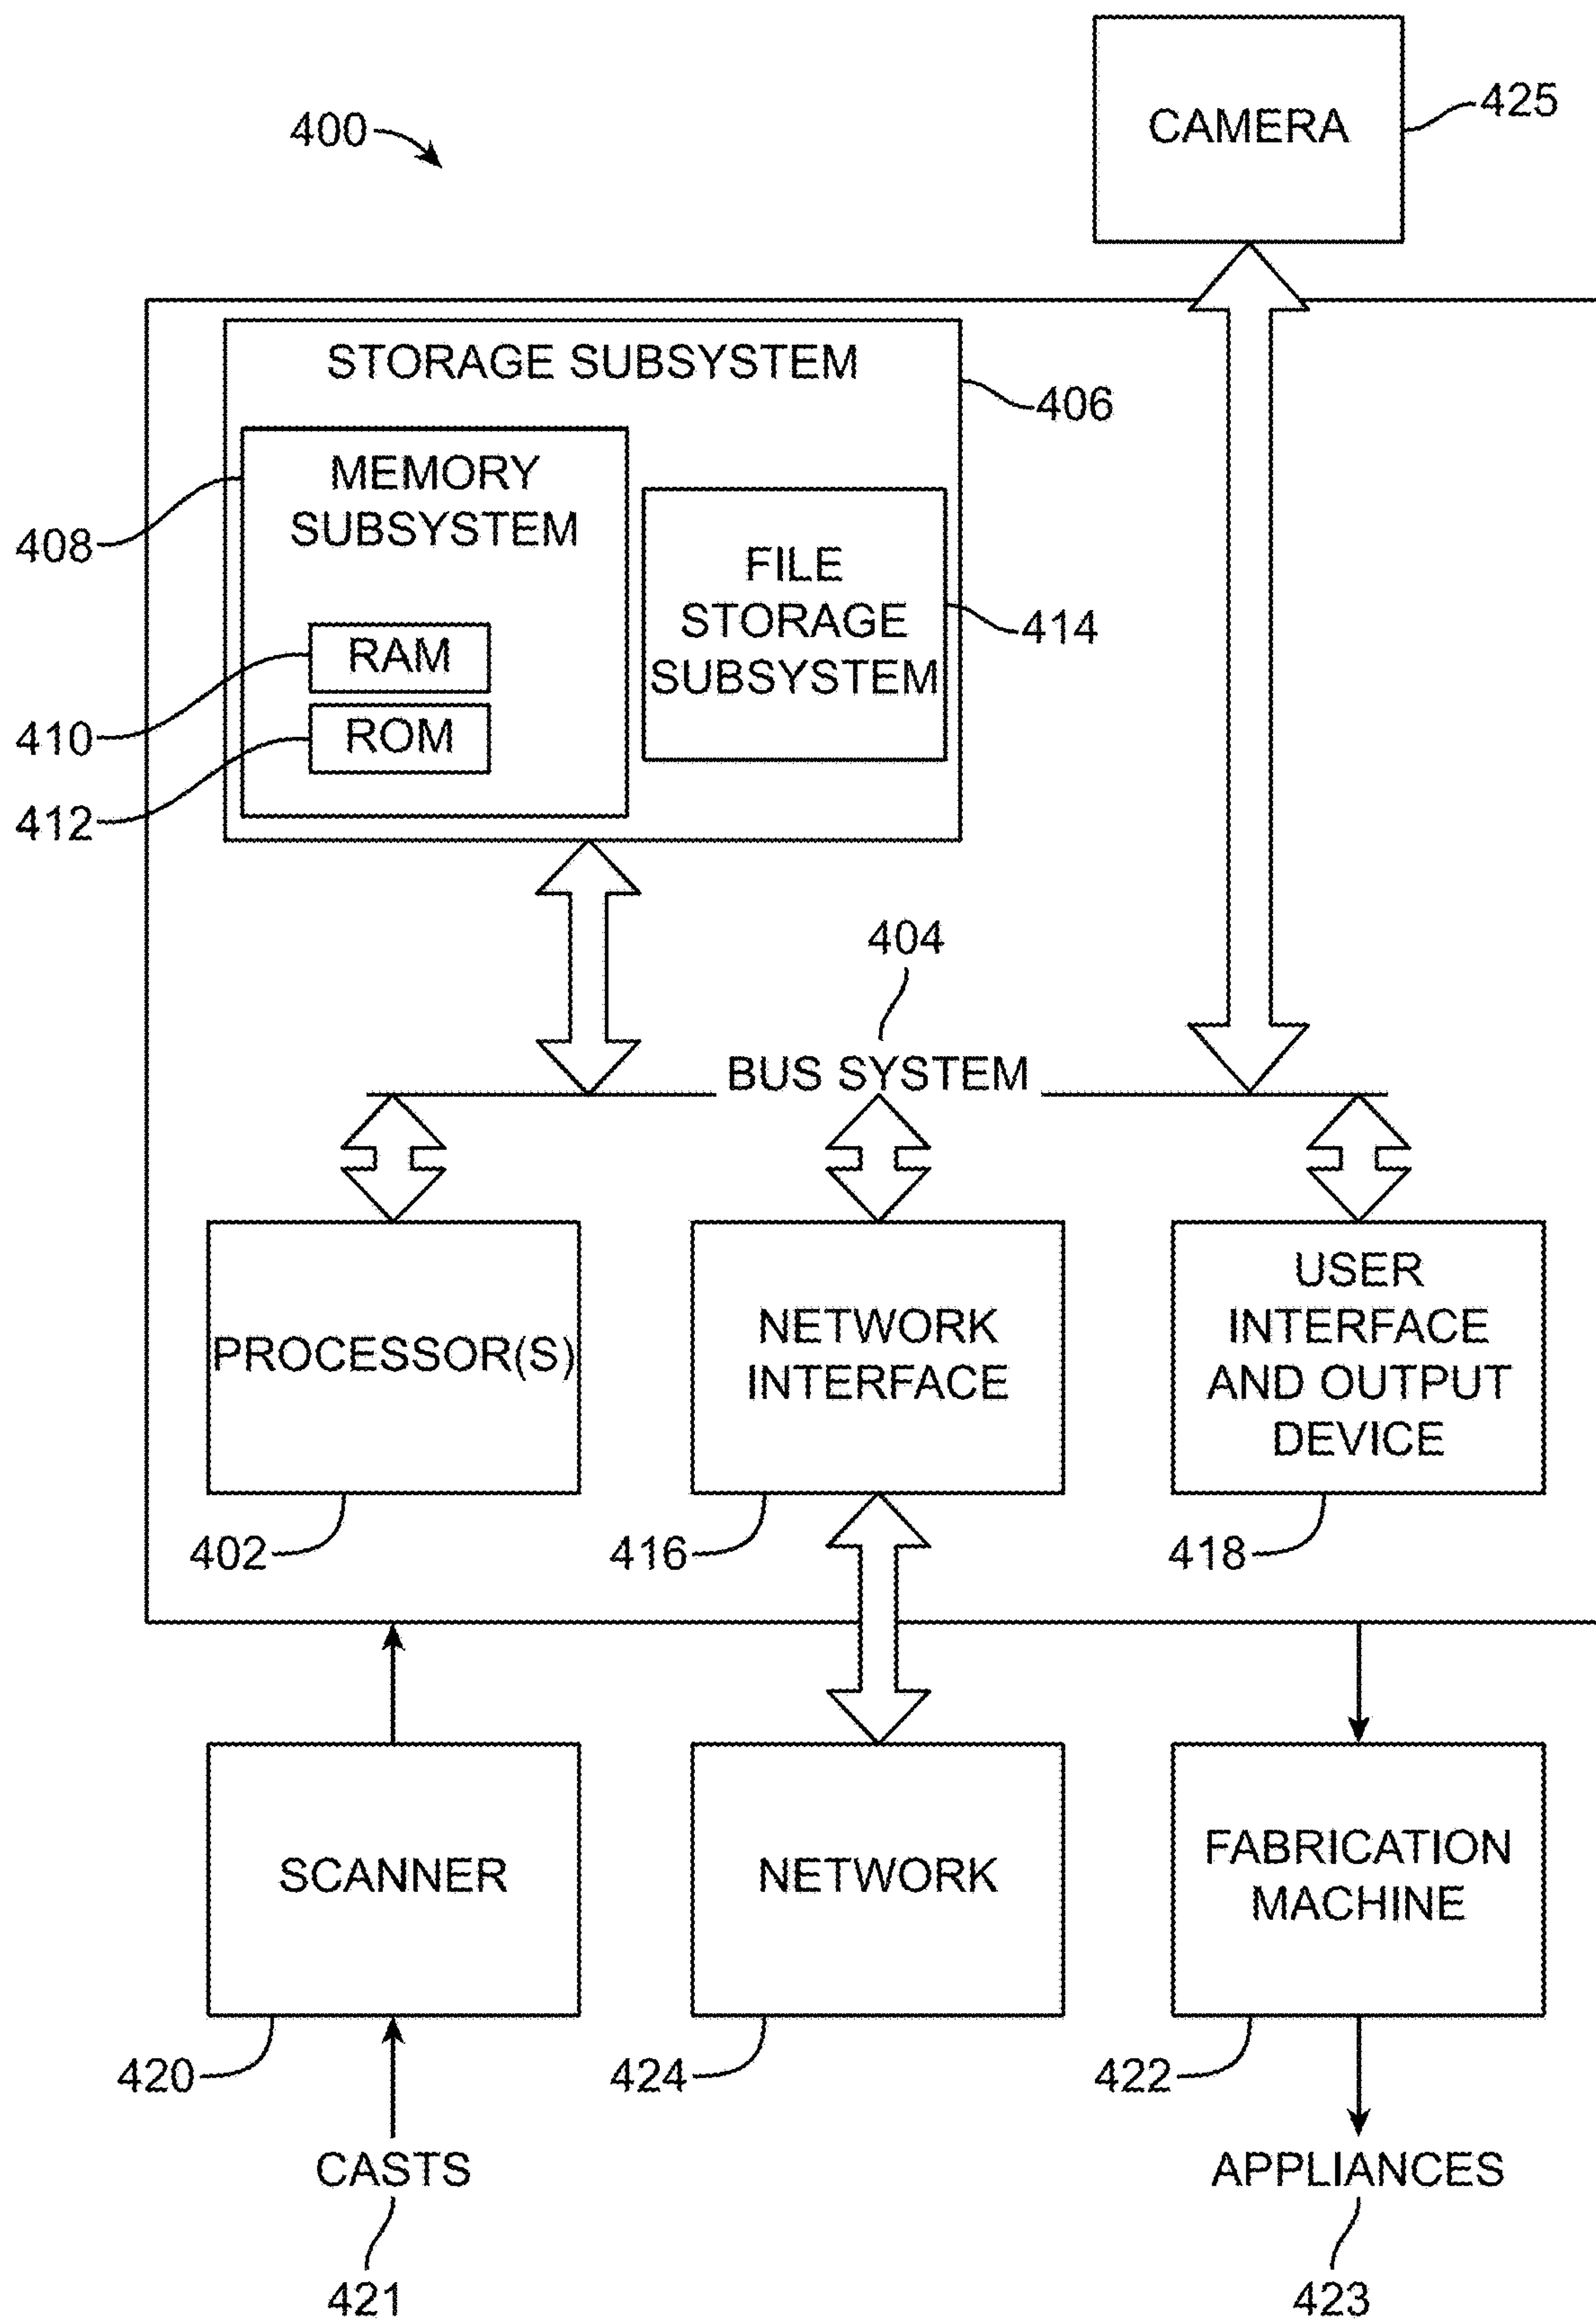 400
CAMERA
425
STORAGE SUBSYSTEM
406
MEMORY
SUBSYSTEM
408
FILE
STORAGE
SUBSYSTEM
414
RAM
410
ROM
412
404
BUS SYSTEM
PROCESSOR(S)
402
NETWORK
INTERFACE
416
USER
INTERFACE
AND OUTPUT
DEVICE
418
SCANNER
420
NETWORK
424
FABRICATION
MACHINE
422
CASTS
421
APPLIANCES
423